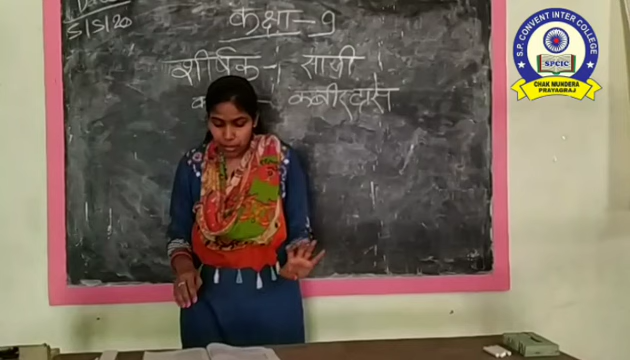 5/5/20
कक्षा-9
शीर्षक-: साखी
कबीरदास
S.P. CONVENT INTER COLLEGE
SPCIC
CHAK MUNDERA
PRAYAGRAJ